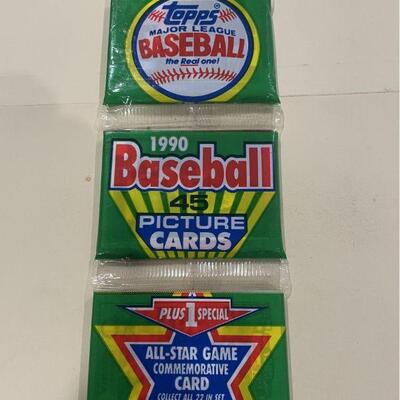 TOPPS®
MAJOR LEAGUE
BASEBALL
the Real one!
1990
Baseball
45
PICTURE
CARDS
PLUS 1 SPECIAL
ALL-STAR GAME
COMMEMORATIVE
CARD
COLLECT ALL 22 IN SET